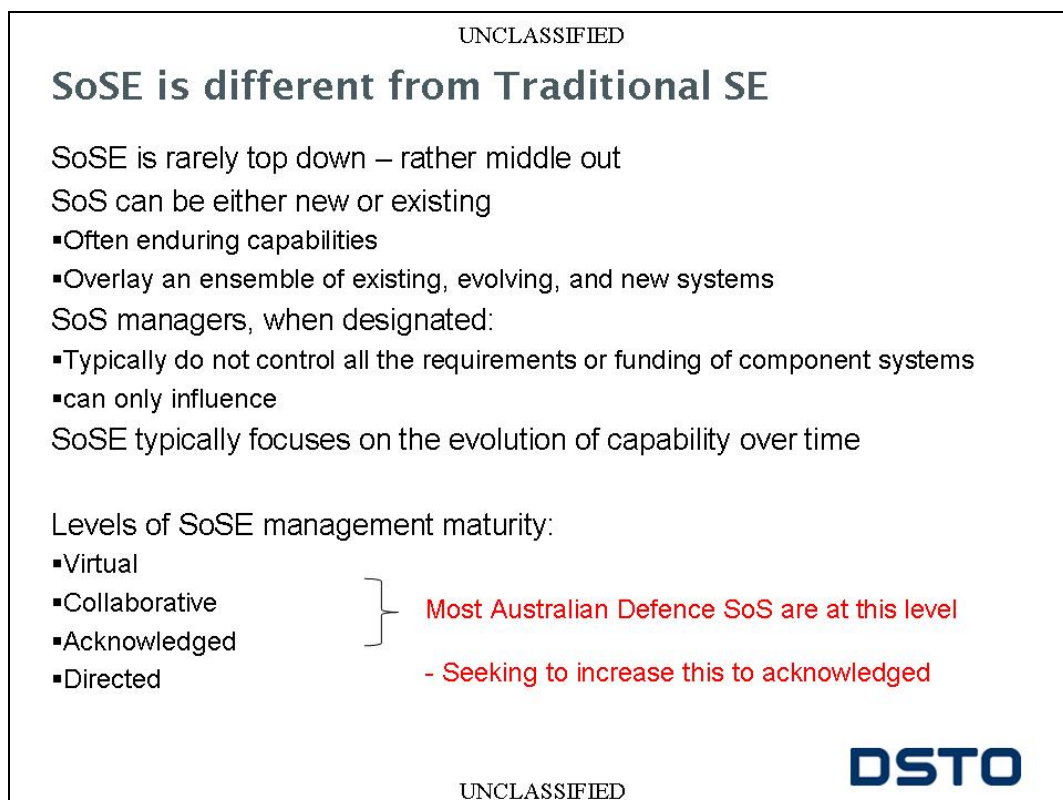 UNCLASSIFIED
SoSE is different from Traditional SE
SoSE is rarely top down – rather middle out
SoS can be either new or existing
▪Often enduring capabilities
▪Overlay an ensemble of existing, evolving, and new systems
SoS managers, when designated:
▪Typically do not control all the requirements or funding of component systems
▪can only influence
SoSE typically focuses on the evolution of capability over time
Levels of SoSE management maturity:
▪Virtual
▪Collaborative
▪Acknowledged
▪Directed
Most Australian Defence SoS are at this level
- Seeking to increase this to acknowledged
DSTO
UNCLASSIFIED